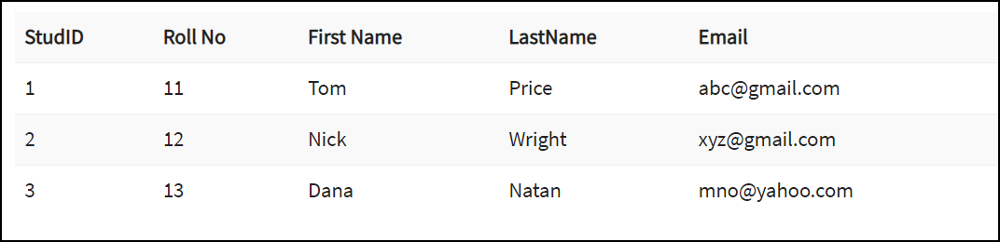 StudID Roll No First Name LastName Email
1 11 Tom Price abc@gmail.com
2 12 Nick Wright xyz@gmail.com
3 13 Dana Natan mno@yahoo.com